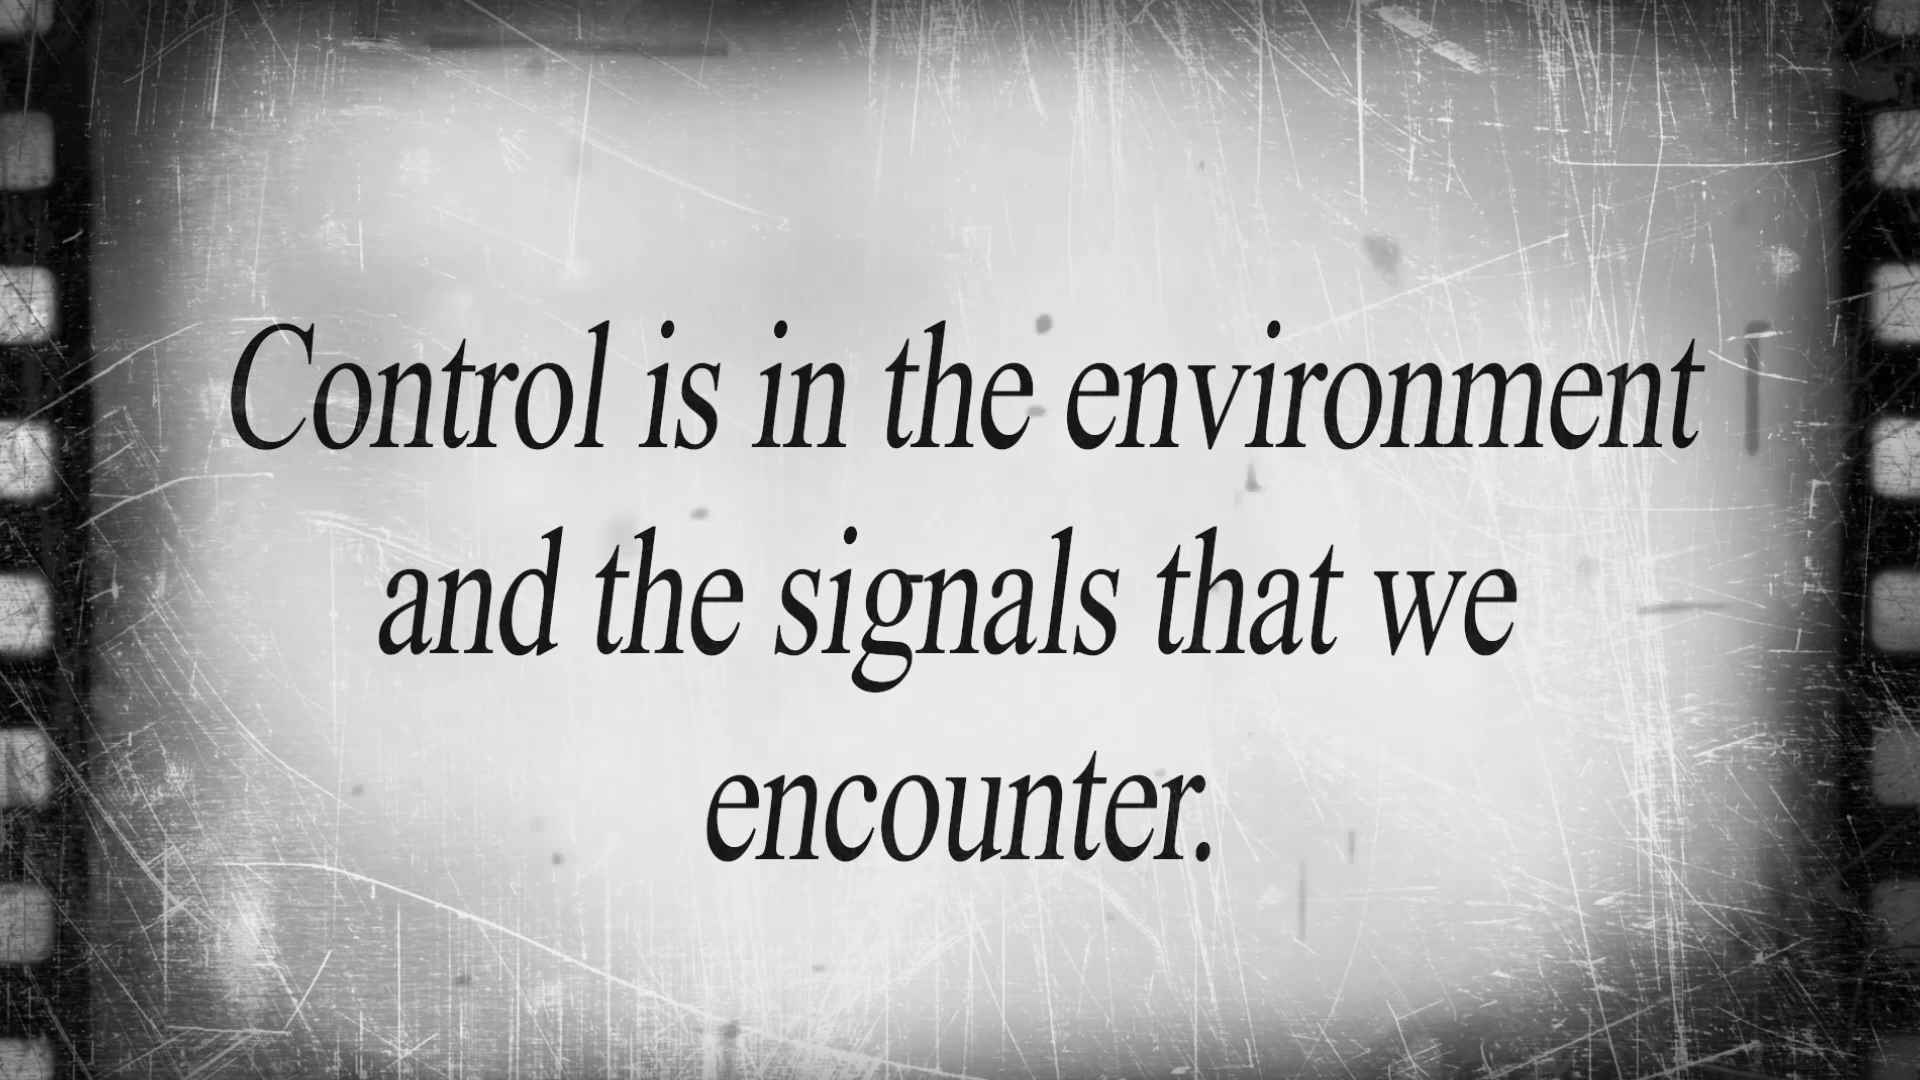 Control is in the environment
and the signals that we
encounter.